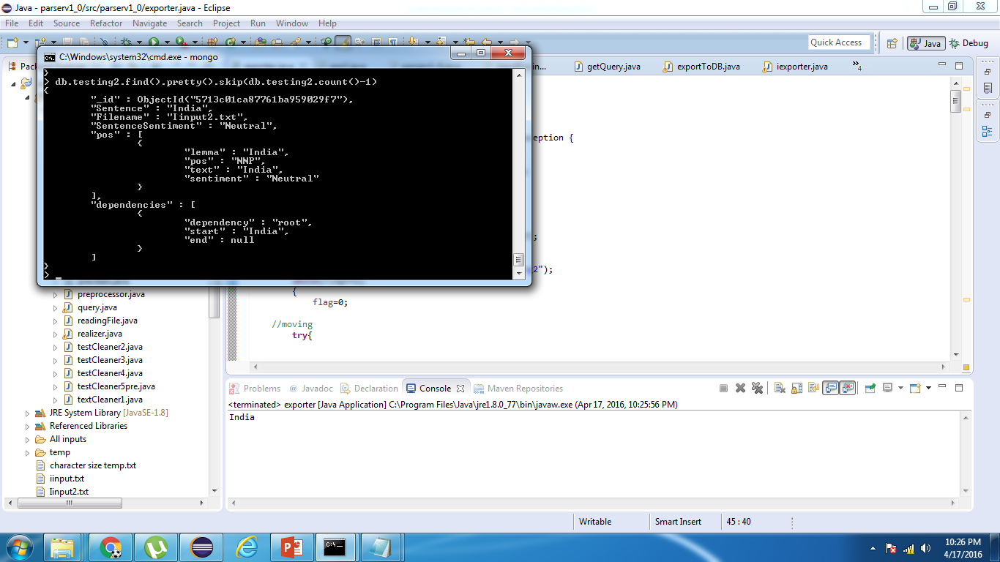 Java - parserv1_0/src/parserv1_0/exporter.java - Eclipse
File Edit Source Refactor Navigate Search Project Run Window Help
Quick Access Java Debug
C:\Windows\system32\cmd.exe - mongo
getQuery.java exportToDB.java iexporter.java »4
}
> db.testing2.find().pretty().skip(db.testing2.count()-1)
{
"_id" : ObjectId("5713c01ca87761ba959029f7"),
"Sentence" : "India",
"Filename" : "Iinput2.txt",
"SentenceSentiment" : "Neutral",
"pos" : [
{
"lemma" : "India",
"pos" : "NNP",
"text" : "India",
"sentiment" : "Neutral"
}
],
"dependencies" : [
{
"dependency" : "root",
"start" : "India",
"end" : null
}
]
}
>
eption {
;
2");
{
flag=0;
//moving
try{
preprocessor.java
query.java
readingFile.java
realizer.java
testCleaner2.java
testCleaner3.java
testCleaner4.java
testCleaner5pre.java
textCleaner1.java
JRE System Library [JavaSE-1.8]
Referenced Libraries
All inputs
temp
character size temp.txt
iinput.txt
Iinput2.txt
Problems Javadoc Declaration Console Maven Repositories
<terminated> exporter [Java Application] C:\Program Files\Java\jre1.8.0_77\bin\javaw.exe (Apr 17, 2016, 10:25:56 PM)
India
Writable Smart Insert 45 : 40
10:26 PM
4/17/2016